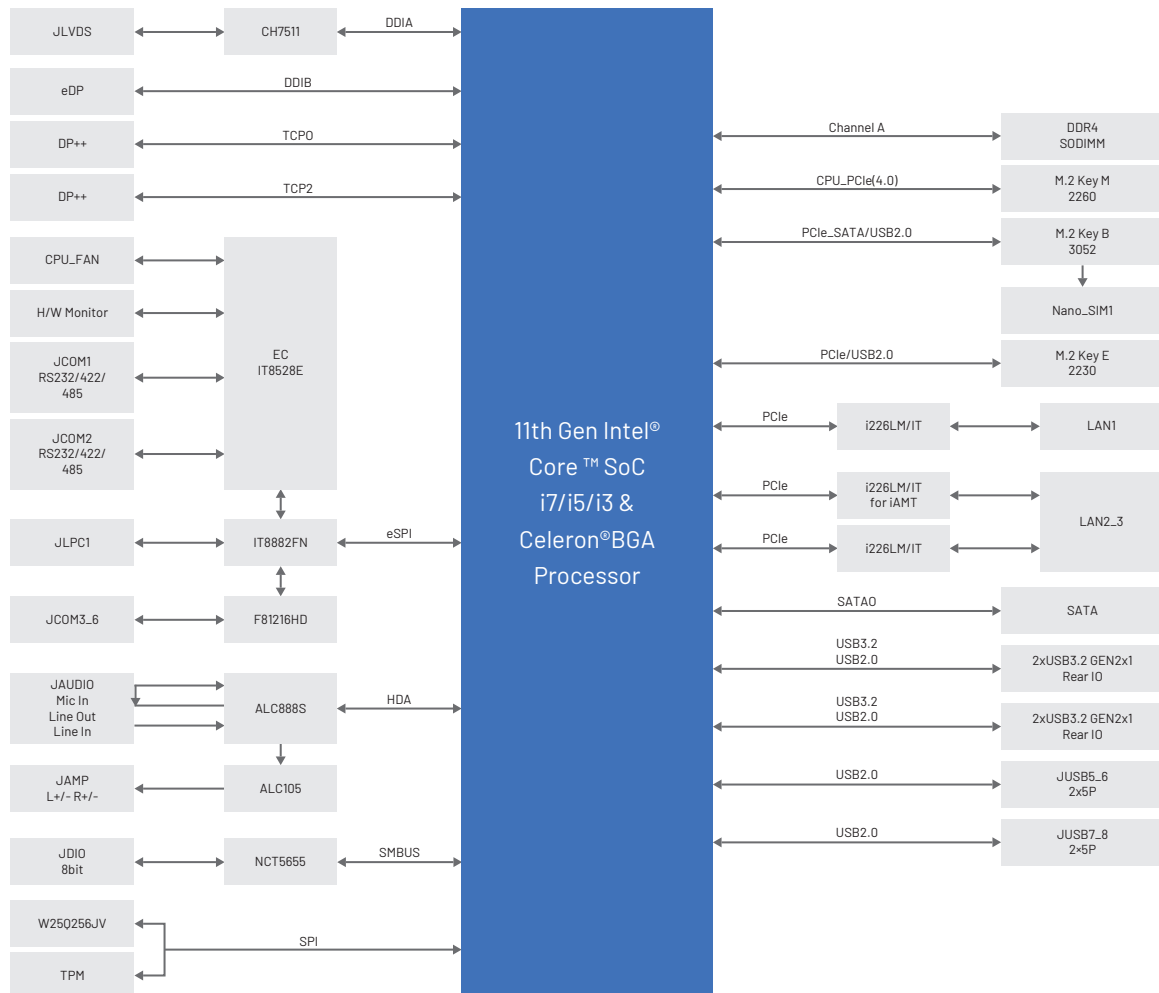 JLVDS
CH7511
DDIA
eDP
DDIB
DP++
TCP0
DP++
TCP2
CPU_FAN
H/W Monitor
JCOM1
RS232/422/
485
JCOM2
RS232/422/
485
EC
IT8528E
JLPC1
IT8882FN
eSPI
JCOM3_6
F81216HD
JAUDIO
Mic In
Line Out
Line In
ALC888S
HDA
JAMP
L+/- R+/-
ALC105
JDIO
8bit
NCT5655
SMBUS
W25Q256JV
SPI
TPM
11th Gen Intel®
Core ™ SoC
i7/i5/i3 &
Celeron®BGA
Processor
Channel A
DDR4
SODIMM
CPU_PCIe(4.0)
M.2 Key M
2260
PCIe_SATA/USB2.0
M.2 Key B
3052
Nano_SIM1
PCIe/USB2.0
M.2 Key E
2230
PCIe
i226LM/IT
LAN1
PCIe
i226LM/IT
for iAMT
LAN2_3
PCIe
i226LM/IT
SATA0
SATA
USB3.2
USB2.0
2xUSB3.2 GEN2x1
Rear IO
USB3.2
USB2.0
2xUSB3.2 GEN2x1
Rear IO
USB2.0
JUSB5_6
2x5P
USB2.0
JUSB7_8
2×5P